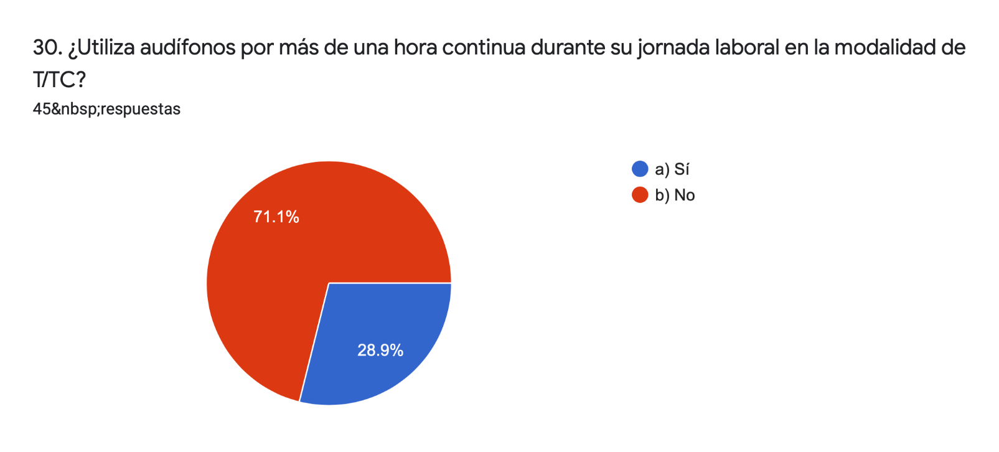 30. ¿Utiliza audífonos por más de una hora continua durante su jornada laboral en la modalidad de
T/TC?
45&nbsp;respuestas
a) Sí
b) No
71.1%
28.9%